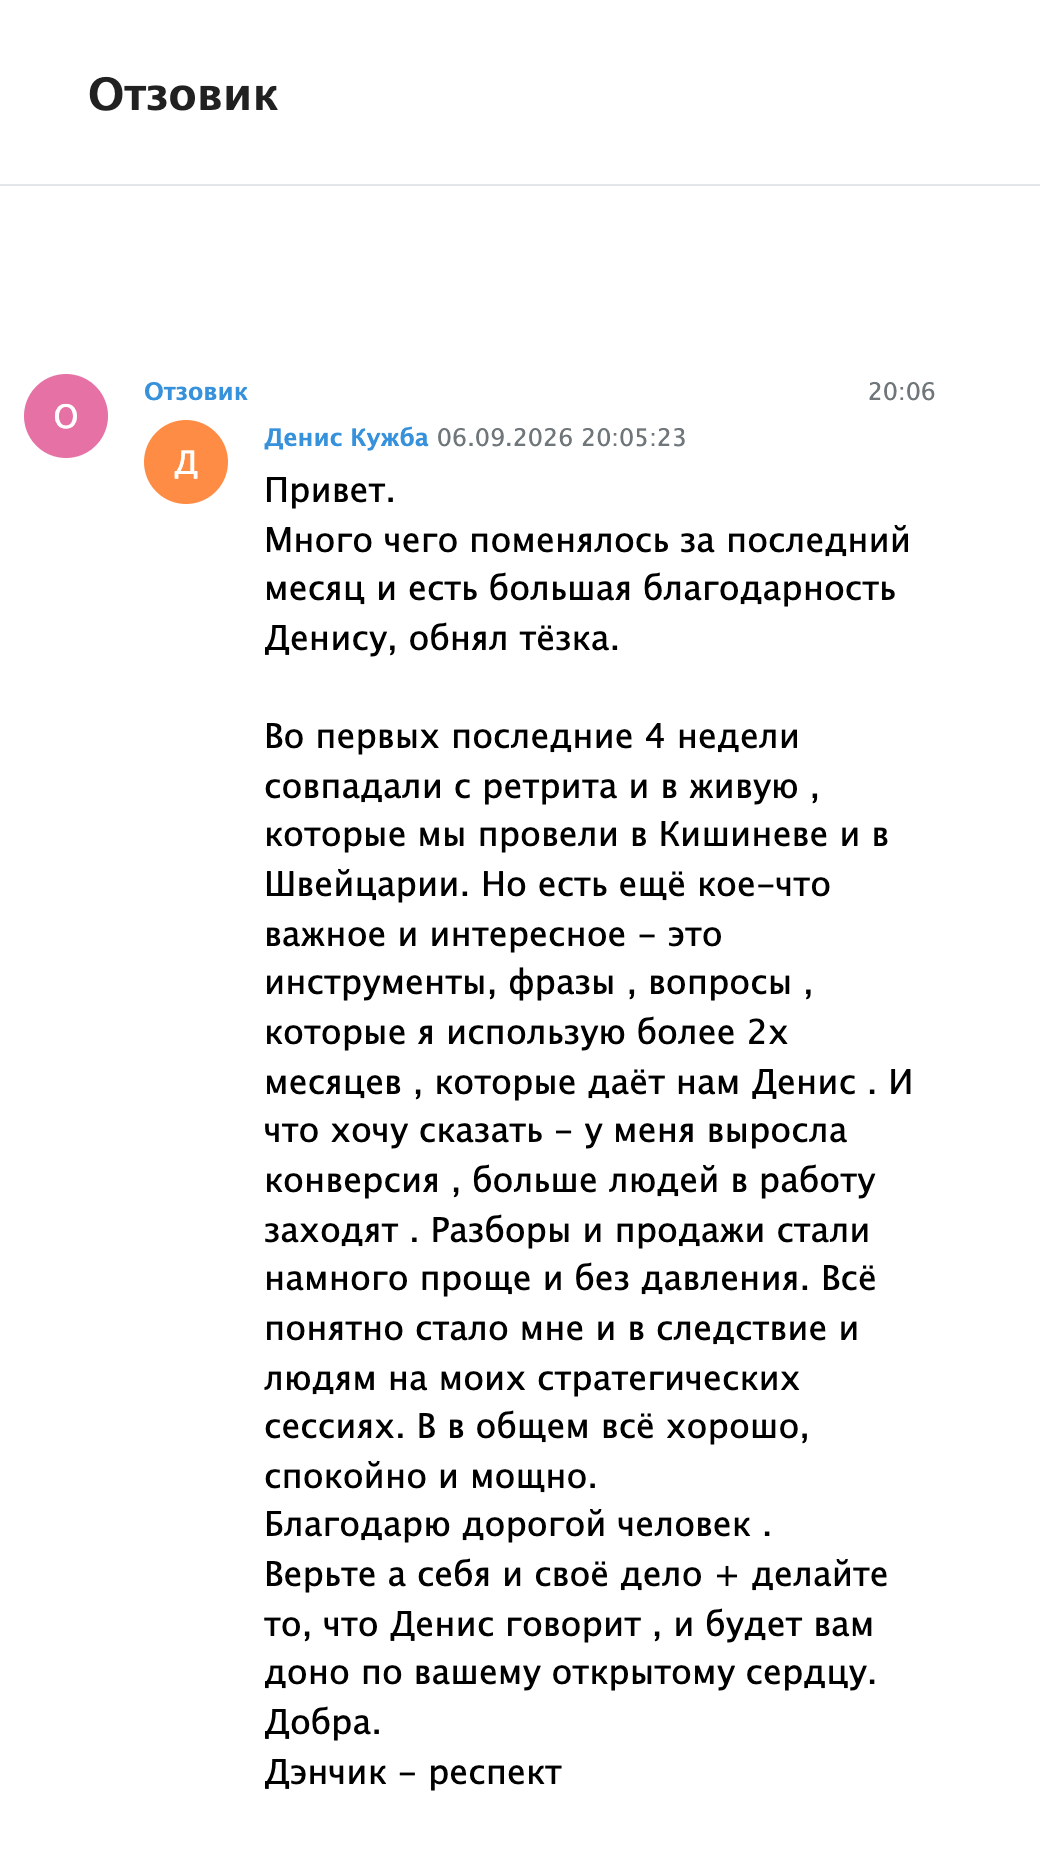 Отзовик
О
Отзовик 20:06
Д
Денис Кужба 06.09.2026 20:05:23
Привет.
Много чего поменялось за последний
месяц и есть большая благодарность
Денису, обнял тёзка.
Во первых последние 4 недели
совпадали с ретрита и в живую ,
которые мы провели в Кишиневе и в
Швейцарии. Но есть ещё кое-что
важное и интересное – это
инструменты, фразы , вопросы ,
которые я использую более 2х
месяцев , которые даёт нам Денис . И
что хочу сказать – у меня выросла
конверсия , больше людей в работу
заходят . Разборы и продажи стали
намного проще и без давления. Всё
понятно стало мне и в следствие и
людям на моих стратегических
сессиях. В в общем всё хорошо,
спокойно и мощно.
Благодарю дорогой человек .
Верьте а себя и своё дело + делайте
то, что Денис говорит , и будет вам
доно по вашему открытому сердцу.
Добра.
Дэнчик – респект